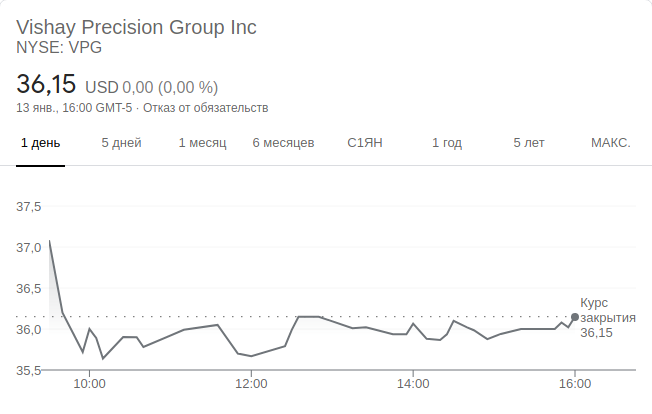 Vishay Precision Group Inc
NYSE: VPG
36,15 USD 0,00 (0,00 %)
13 янв., 16:00 GMT-5 · Отказ от обязательств
1 день 5 дней 1 месяц 6 месяцев С1ЯН 1 год 5 лет МАКС.
37,5
37,0
36,5
Курс
закрытия
36,15
36,0
35,5
10:00 12:00 14:00 16:00